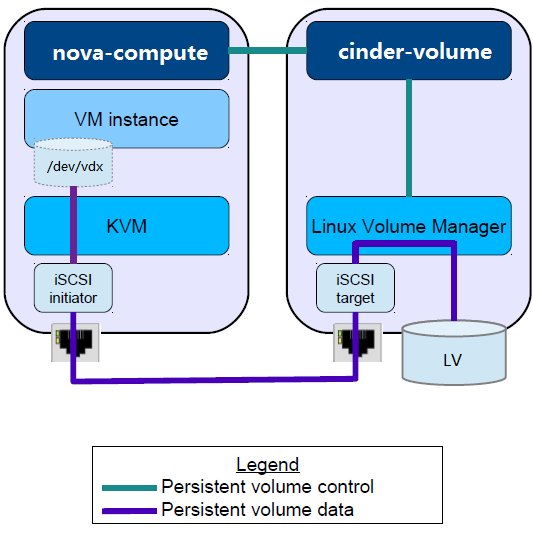 nova-compute
cinder-volume
VM instance
/dev/vdx
KVM
Linux Volume Manager
iSCSI
initiator
iSCSI
target
LV
Legend
Persistent volume control
Persistent volume data